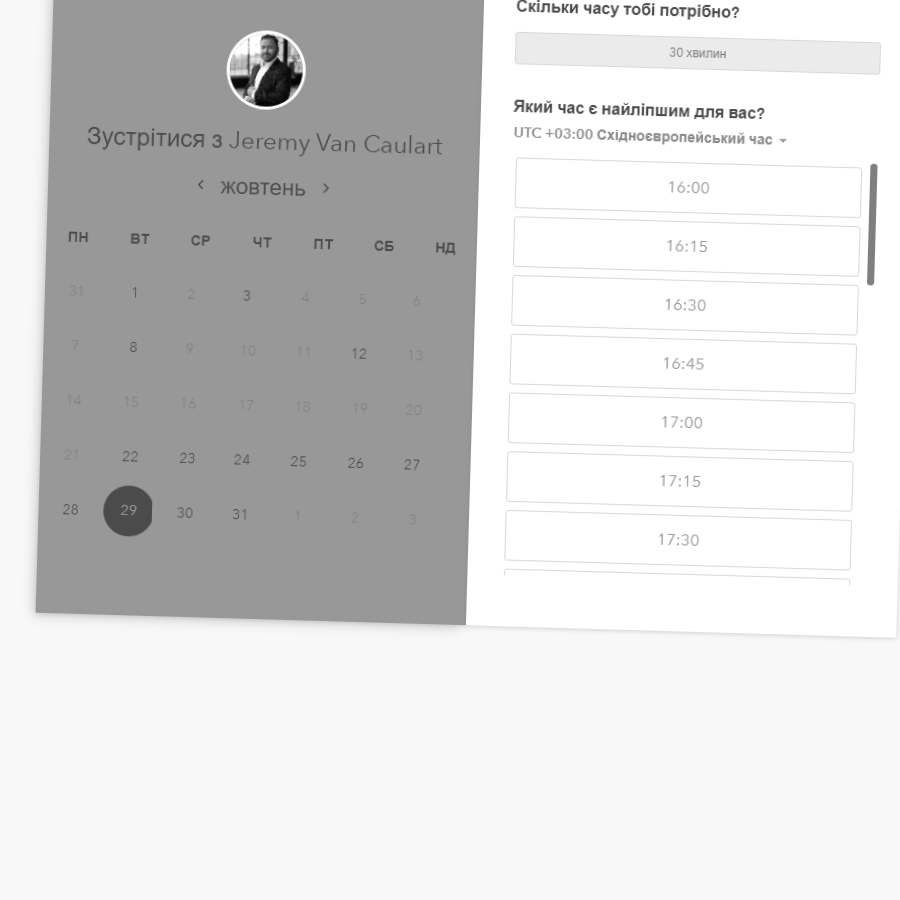 Зустрітися з Jeremy Van Caulart
жовтень
ПН ВТ СР ЧТ ПТ СБ НД
31 1 2 3 4 5 6
7 8 9 10 11 12 13
14 15 16 17 18 19 20
21 22 23 24 25 26 27
28 29 30 31 1 2 3
Скільки часу тобі потрібно?
30 хвилин
Який час є найліпшим для вас?
UTC +03:00 Східноєвропейський час
16:00
16:15
16:30
16:45
17:00
17:15
17:30